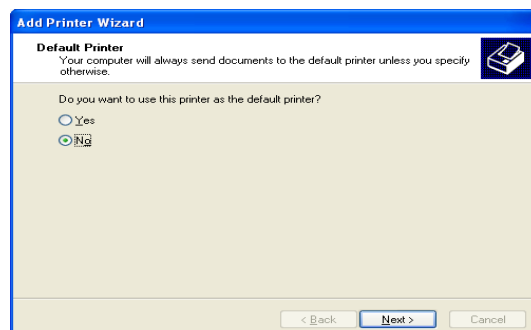 Add Printer Wizard
Default Printer
Your computer will always send documents to the default printer unless you specify
otherwise.
Do you want to use this printer as the default printer?
Yes
No
< Back
Next >
Cancel